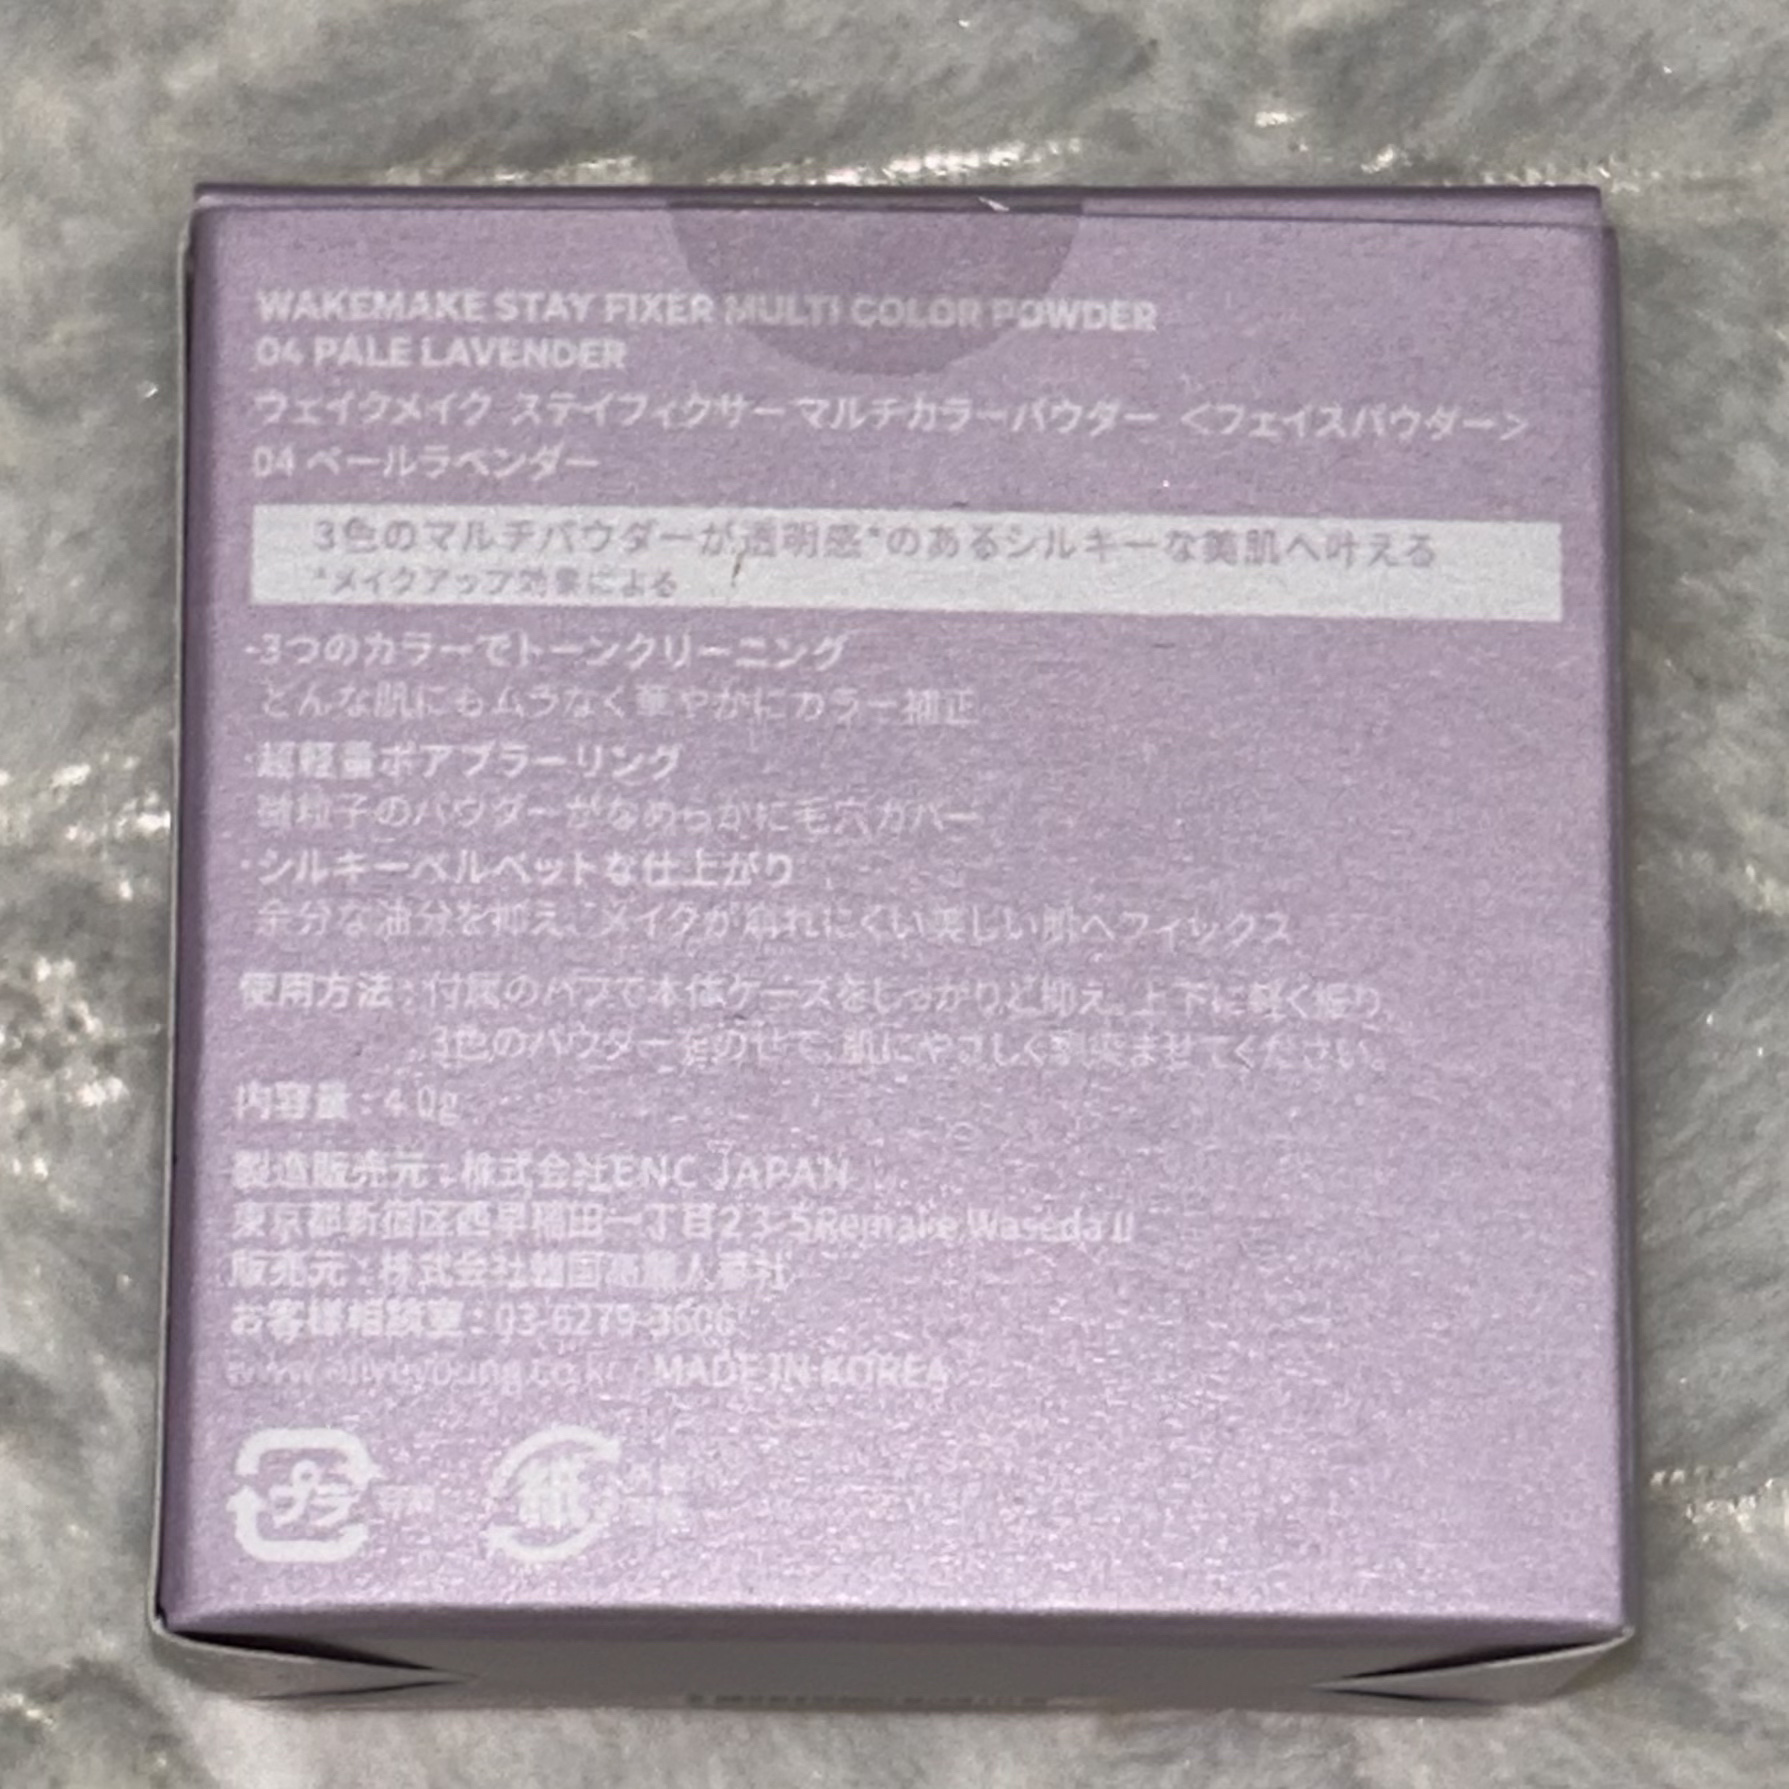 WAKEMAKE STAY FIXER MULTI COLOR POWDER
04 PALE LAVENDER
ウェイクメイク ステイフィクサー マルチカラーパウダー <フェイスパウダー>
04 ペールラベンダー
3色のマルチパウダーが透明感*のあるシルキーな美肌へ叶える
*メイクアップ効果による
·3つのカラーでトーンクリーニング
どんな肌にもムラなく華やかにカラー補正
·超軽量ポアブラーリング
微粒子のパウダーがなめらかに毛穴カバー
·シルキーベルベットな仕上がり
余分な油分を抑え、メイクが崩れにくい美しい肌へフィックス
使用方法：付属のパフで本体ケースをしっかりと抑え、上下に軽く振り、
3色のパウダーをのせて、肌にやさしく馴染ませてください。
内容量：4.0g
製造販売元：株式会社ENC JAPAN
東京都新宿区西早稲田一丁目23-5Remake Waseda II
販売元：株式会社韓国高麗人蔘社
お客様相談室：03-6279-3606
www.oliveyoung.co.kr MADE IN KOREA
プラ
紙